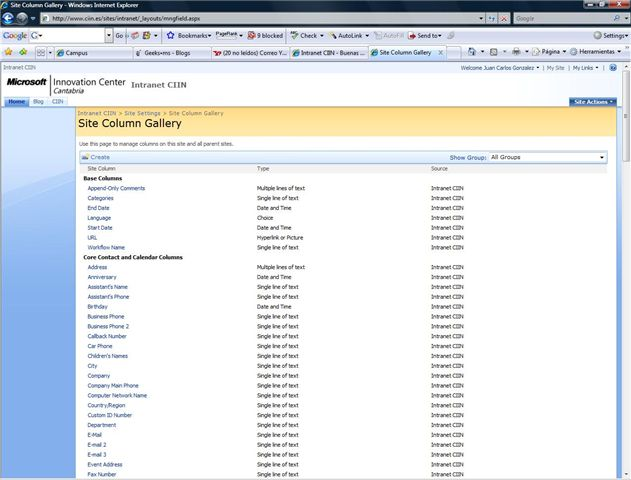 Site Column Gallery - Windows Internet Explorer
http://www.ciin.es/sites/intranet/_layouts/mngfield.aspx
Google
Google G Go Bookmarks PageRank 9 blocked Check AutoLink AutoFill Send to Settings
Campus Geeks•ms - Blogs (20 no leídos) Correo Y... Intranet CIIN - Buenas ... Site Column Gallery Página Herramientas
Intranet CIIN Welcome Juan Carlos Gonzalez My Site My Links
Microsoft Innovation Center Intranet CIIN
Cantabria
Home Blog CIIN Site Actions
Intranet CIIN > Site Settings > Site Column Gallery
Site Column Gallery
Use this page to manage columns on this site and all parent sites.
Create Show Group: All Groups
Site Column Type Source
Base Columns
Append-Only Comments Multiple lines of text Intranet CIIN
Categories Single line of text Intranet CIIN
End Date Date and Time Intranet CIIN
Language Choice Intranet CIIN
Start Date Date and Time Intranet CIIN
URL Hyperlink or Picture Intranet CIIN
Workflow Name Single line of text Intranet CIIN
Core Contact and Calendar Columns
Address Multiple lines of text Intranet CIIN
Anniversary Date and Time Intranet CIIN
Assistant's Name Single line of text Intranet CIIN
Assistant's Phone Single line of text Intranet CIIN
Birthday Date and Time Intranet CIIN
Business Phone Single line of text Intranet CIIN
Business Phone 2 Single line of text Intranet CIIN
Callback Number Single line of text Intranet CIIN
Car Phone Single line of text Intranet CIIN
Children's Names Single line of text Intranet CIIN
City Single line of text Intranet CIIN
Company Single line of text Intranet CIIN
Company Main Phone Single line of text Intranet CIIN
Computer Network Name Single line of text Intranet CIIN
Country/Region Single line of text Intranet CIIN
Custom ID Number Single line of text Intranet CIIN
Department Single line of text Intranet CIIN
E-Mail Single line of text Intranet CIIN
E-mail 2 Single line of text Intranet CIIN
E-mail 3 Single line of text Intranet CIIN
Event Address Single line of text Intranet CIIN
Fax Number Single line of text Intranet CIIN